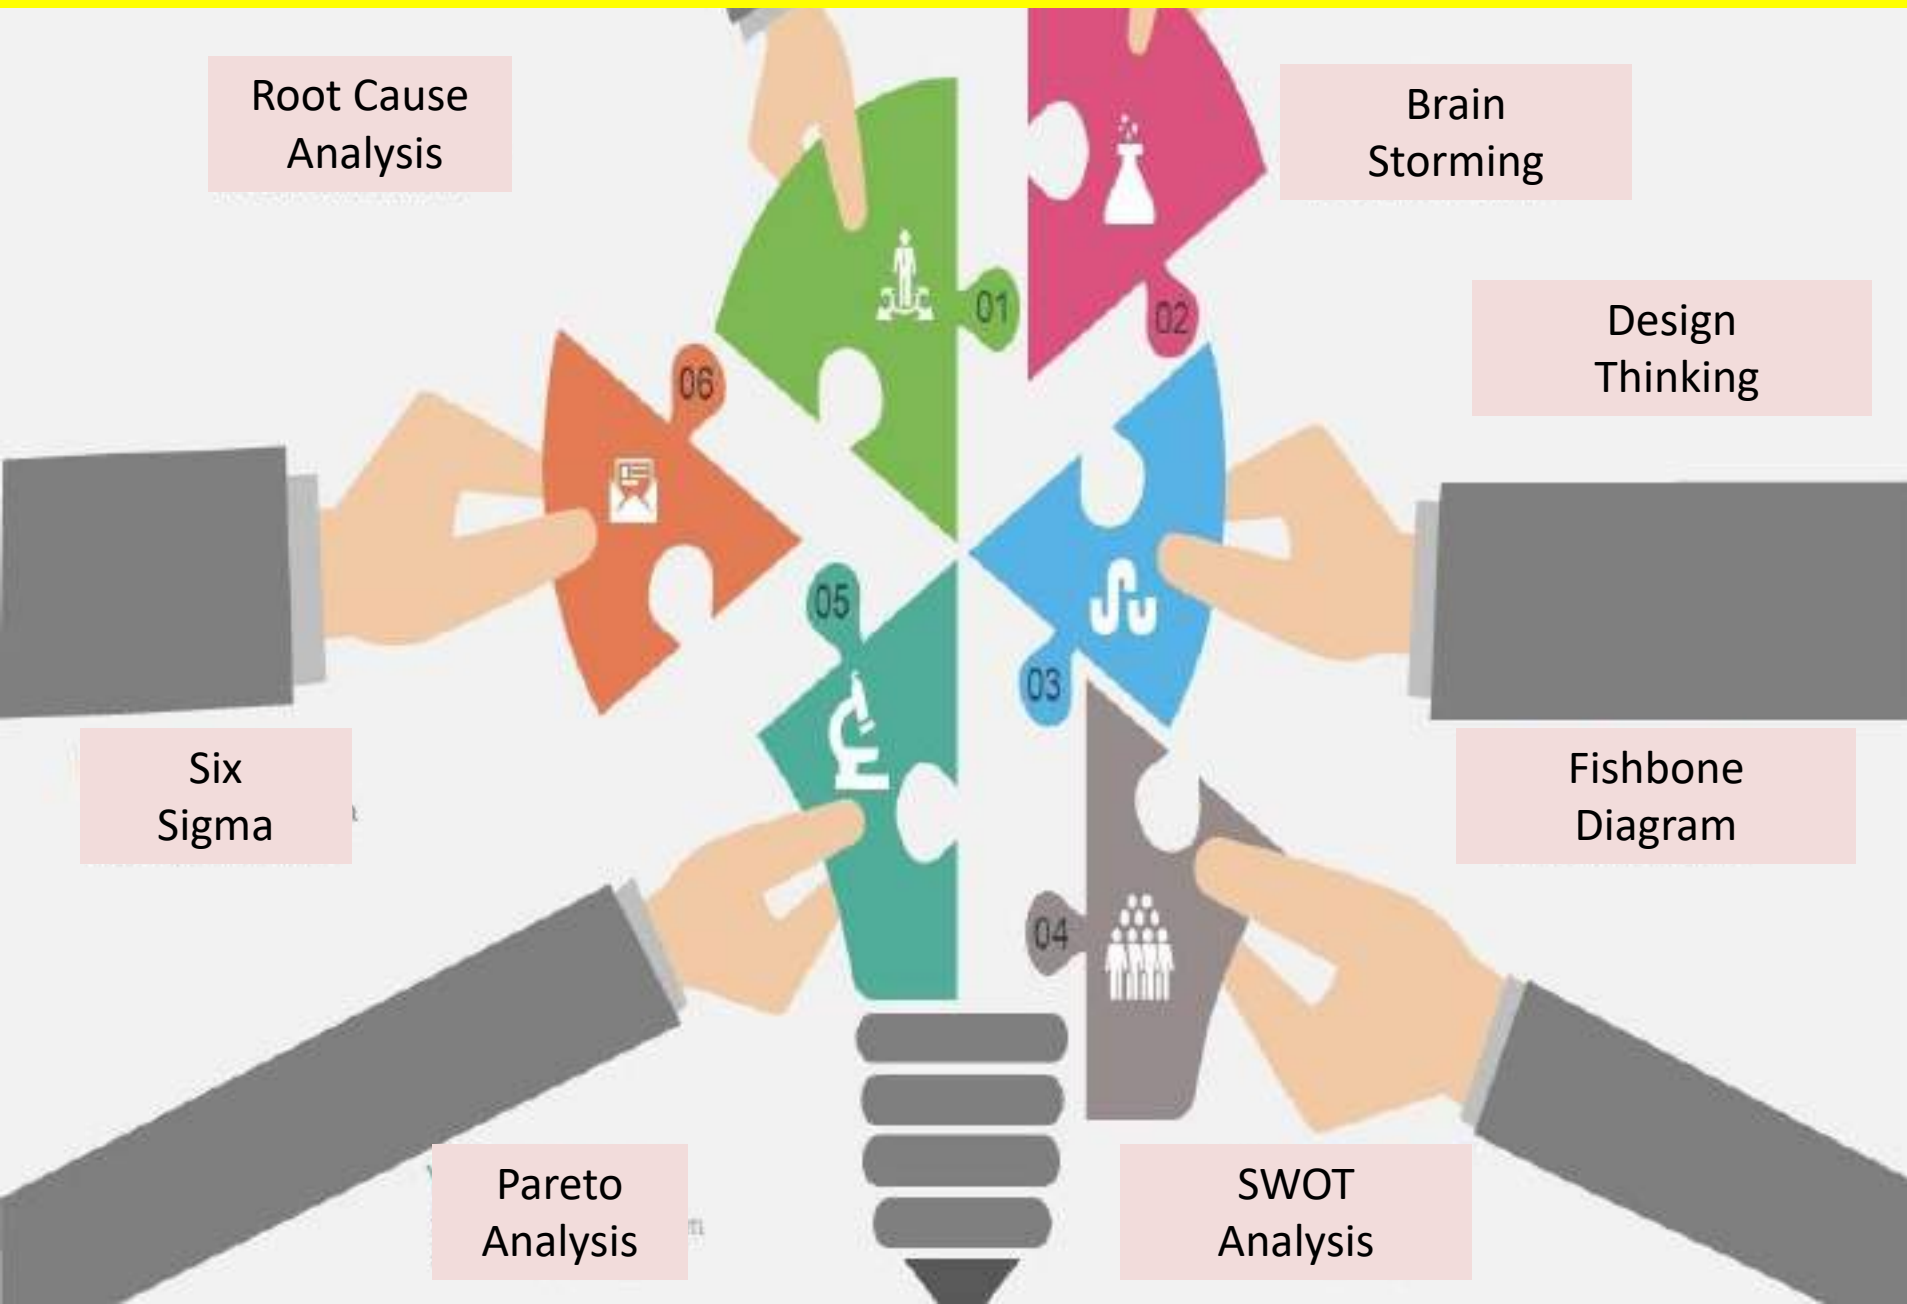 Root Cause
Analysis
Brain
Storming
01
02
Design
Thinking
06
05
03
Six
Sigma
Fishbone
Diagram
04
Pareto
Analysis
SWOT
Analysis